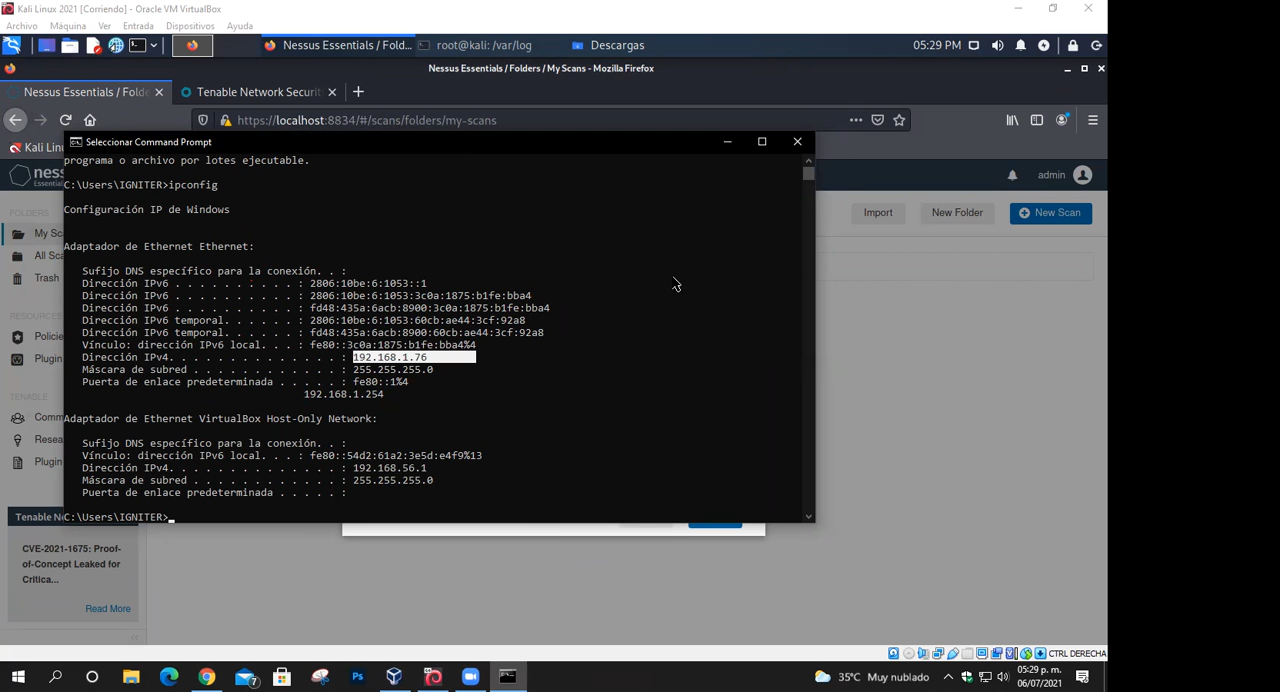 Kali Linux 2021 [Corriendo] - Oracle VM VirtualBox
Archivo Máquina Ver Entrada Dispositivos Ayuda
Nessus Essentials / Fold... root@kali: /var/log Descargas 05:29 PM
Nessus Essentials / Folders / My Scans - Mozilla Firefox
Nessus Essentials / Folde Tenable Network Securit
https://localhost:8834/#/scans/folders/my-scans
Kali Linu
Seleccionar Command Prompt
programa o archivo por lotes ejecutable.
C:\Users\IGNITER>ipconfig
Configuración IP de Windows
Adaptador de Ethernet Ethernet:
Sufijo DNS específico para la conexión. . :
Dirección IPv6 . . . . . . . . . . : 2806:10be:6:1053::1
Dirección IPv6 . . . . . . . . . . : 2806:10be:6:1053:3c0a:1875:b1fe:bba4
Dirección IPv6 . . . . . . . . . . : fd48:435a:6acb:8900:3c0a:1875:b1fe:bba4
Dirección IPv6 temporal. . . . . . : 2806:10be:6:1053:60cb:ae44:3cf:92a8
Dirección IPv6 temporal. . . . . . : fd48:435a:6acb:8900:60cb:ae44:3cf:92a8
Vínculo: dirección IPv6 local. . . : fe80::3c0a:1875:b1fe:bba4%4
Dirección IPv4. . . . . . . . . . . . . . : 192.168.1.76
Máscara de subred . . . . . . . . . . . . : 255.255.255.0
Puerta de enlace predeterminada . . . . . : fe80::1%4
192.168.1.254
Adaptador de Ethernet VirtualBox Host-Only Network:
Sufijo DNS específico para la conexión. . :
Vínculo: dirección IPv6 local. . . : fe80::54d2:61a2:3e5d:e4f9%13
Dirección IPv4. . . . . . . . . . . . . . : 192.168.56.1
Máscara de subred . . . . . . . . . . . . : 255.255.255.0
Puerta de enlace predeterminada . . . . . :
C:\Users\IGNITER>
ness
Essentials
admin
FOLDERS
Import New Folder New Scan
My Sc
All Sca
Trash
RESOURCES
Policie
Plugin
TENABLE
Comm
Resea
Plugin
Tenable Ne
CVE-2021-1675: Proof-
of-Concept Leaked for
Critica...
Read More
CTRL DERECHA
7
Ps
35°C Muy nublado
05:29 p. m.
06/07/2021